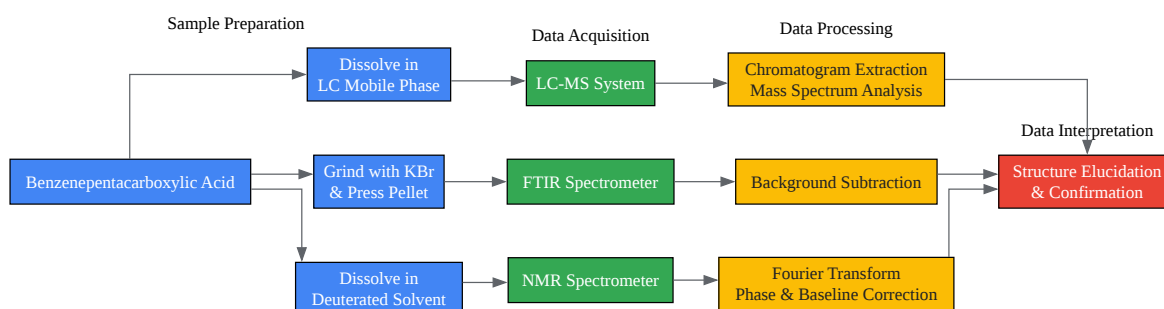 Sample Preparation
Data Acquisition
Data Processing
Dissolve in
LC Mobile Phase
LC-MS System
Chromatogram Extraction
Mass Spectrum Analysis
Data Interpretation
Benzenepentacarboxylic Acid
Grind with KBr
& Press Pellet
FTIR Spectrometer
Background Subtraction
Structure Elucidation
& Confirmation
Dissolve in
Deuterated Solvent
NMR Spectrometer
Fourier Transform
Phase & Baseline Correction